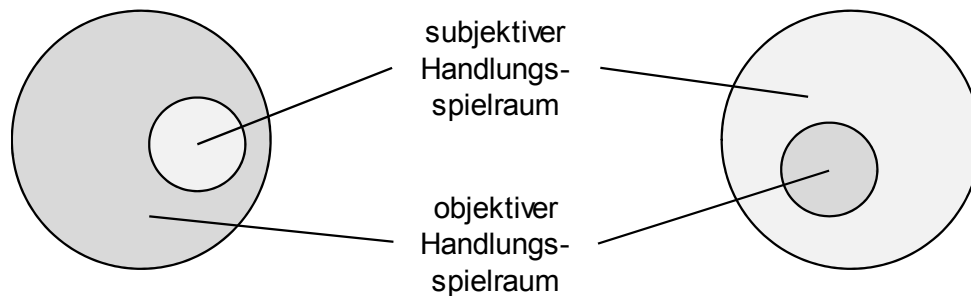 subjektiver
Handlungs-
spielraum
objektiver
Handlungs-
spielraum